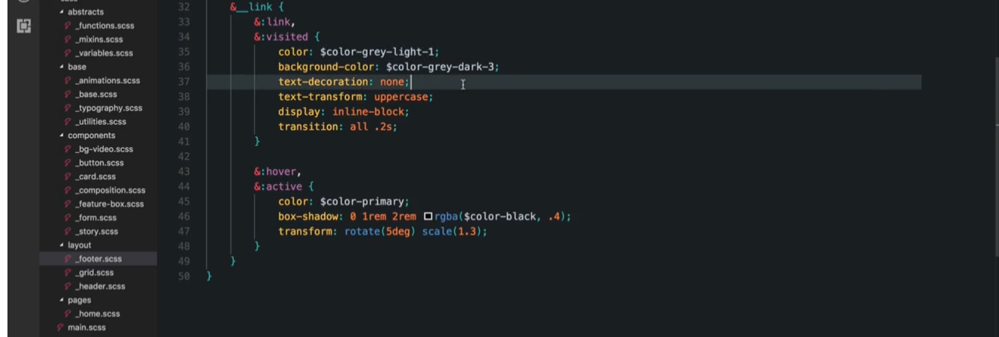 abstracts
_functions.scss
_mixins.scss
_variables.scss
base
_animations.scss
_base.scss
_typography.scss
_utilities.scss
components
_bg-video.scss
_button.scss
_card.scss
_composition.scss
_feature-box.scss
_form.scss
_story.scss
layout
_footer.scss
_grid.scss
_header.scss
pages
_home.scss
main.scss
32 &__link {
33 &:link,
34 &:visited {
35 color: $color-grey-light-1;
36 background-color: $color-grey-dark-3;
37 text-decoration: none;
38 text-transform: uppercase;
39 display: inline-block;
40 transition: all .2s;
41 }
42
43 &:hover,
44 &:active {
45 color: $color-primary;
46 box-shadow: 0 1rem 2rem rgba($color-black, .4);
47 transform: rotate(5deg) scale(1.3);
48 }
49 }
50 }